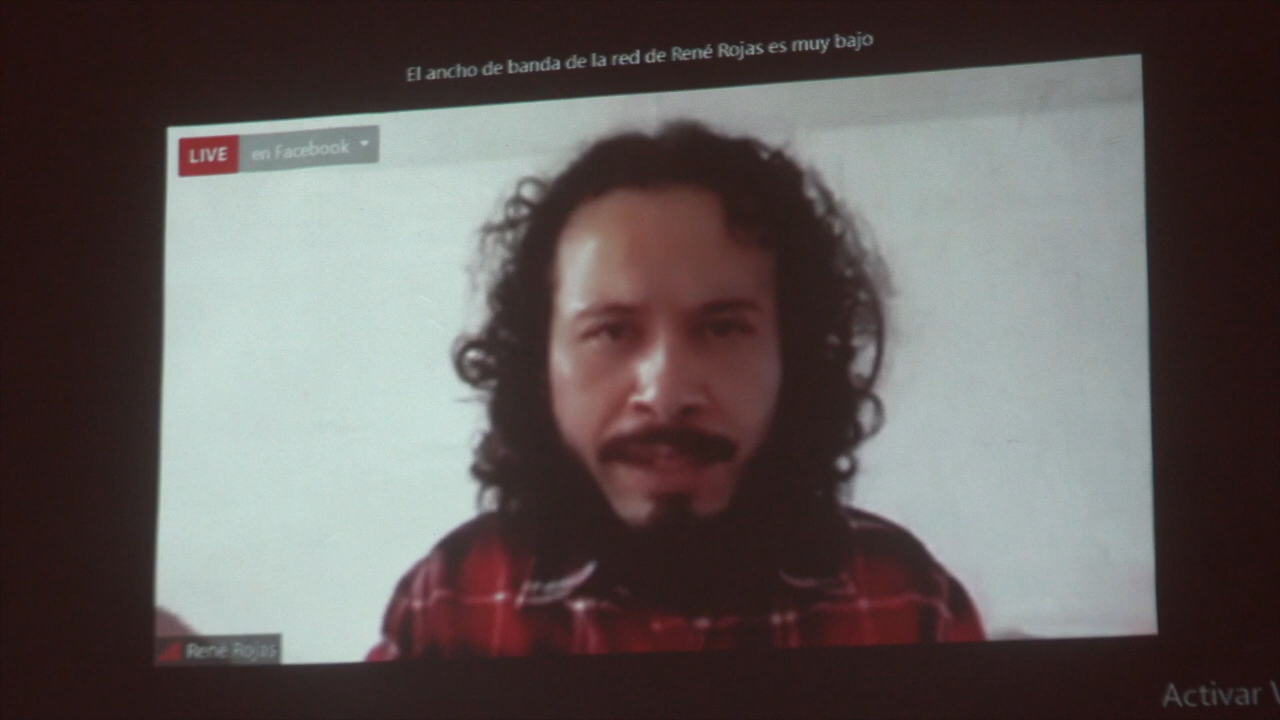 El ancho de banda de la red de René Rojas es muy bajo
LIVE en Facebook
René Rojas
Activar